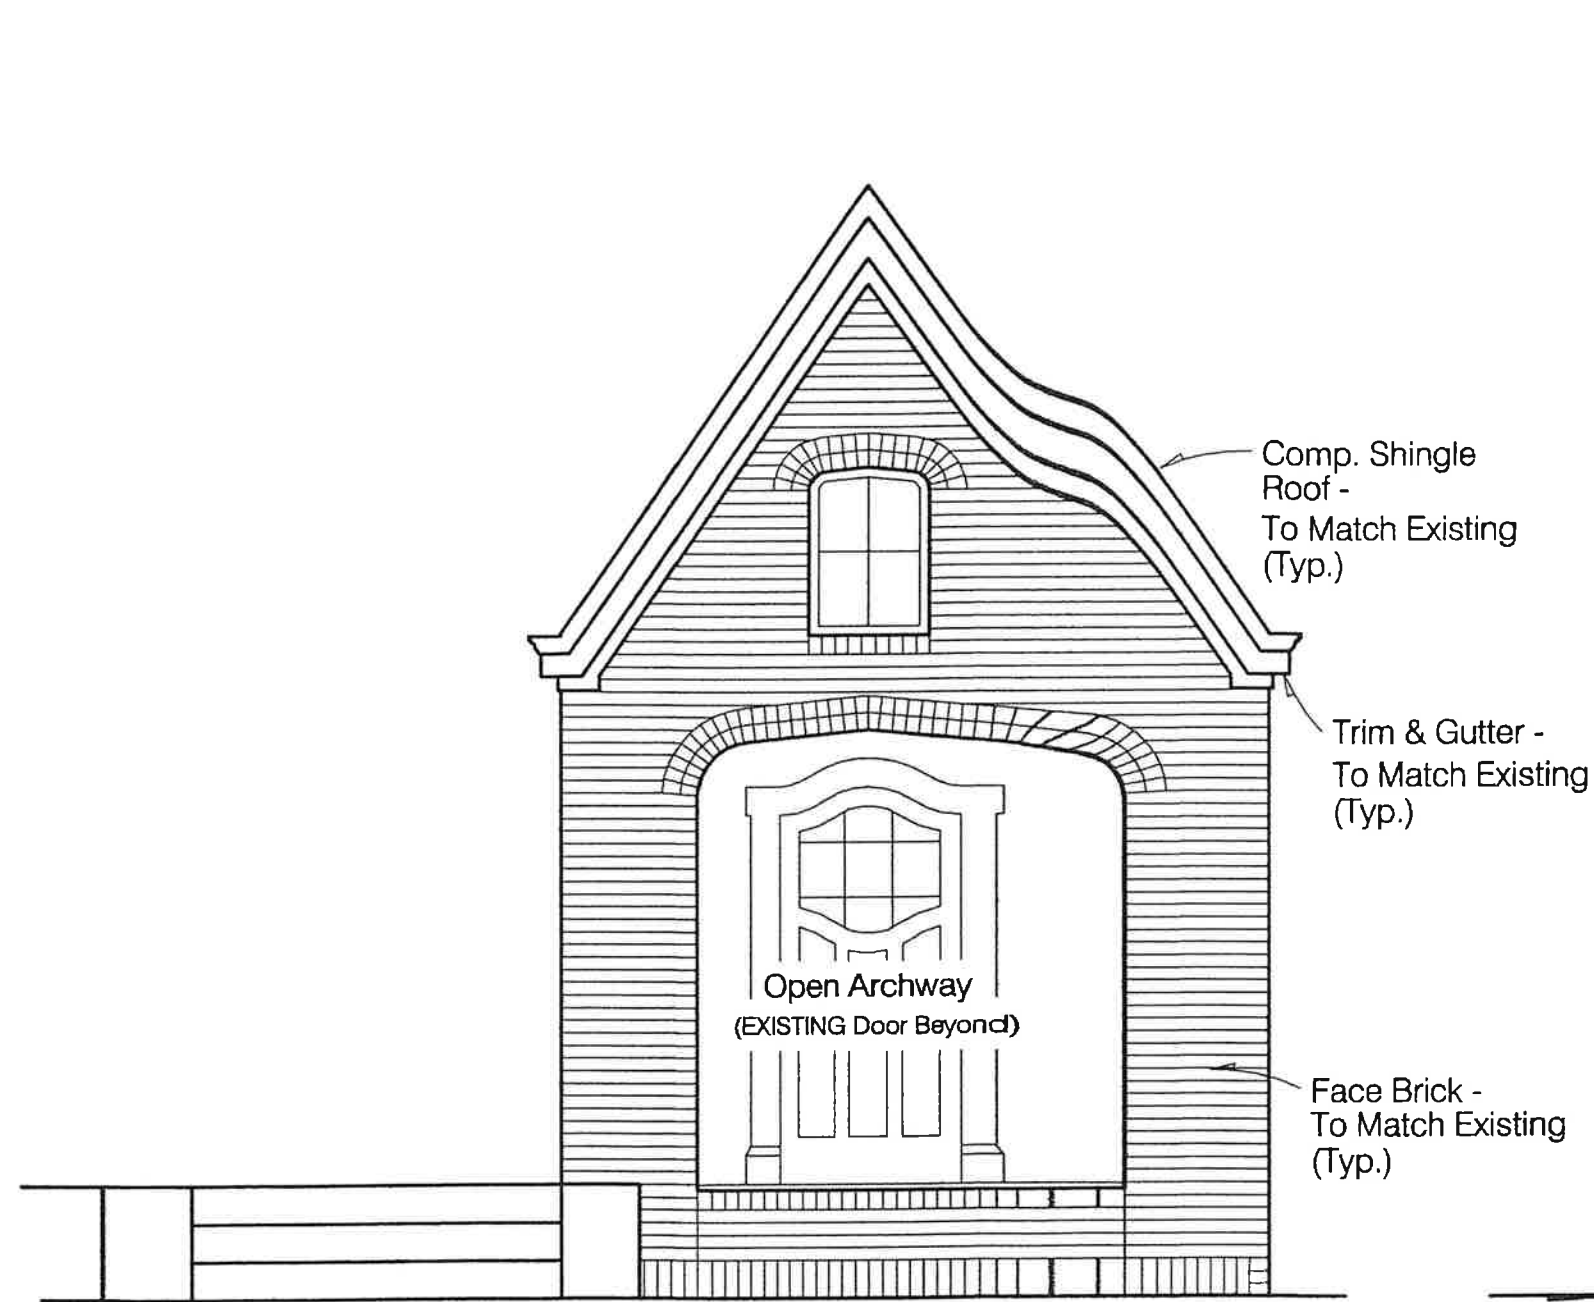 Comp. Shingle
Roof -
To Match Existing
(Typ.)
Trim & Gutter -
To Match Existing
(Typ.)
Open Archway
(EXISTING Door Beyond)
Face Brick -
To Match Existing
(Typ.)